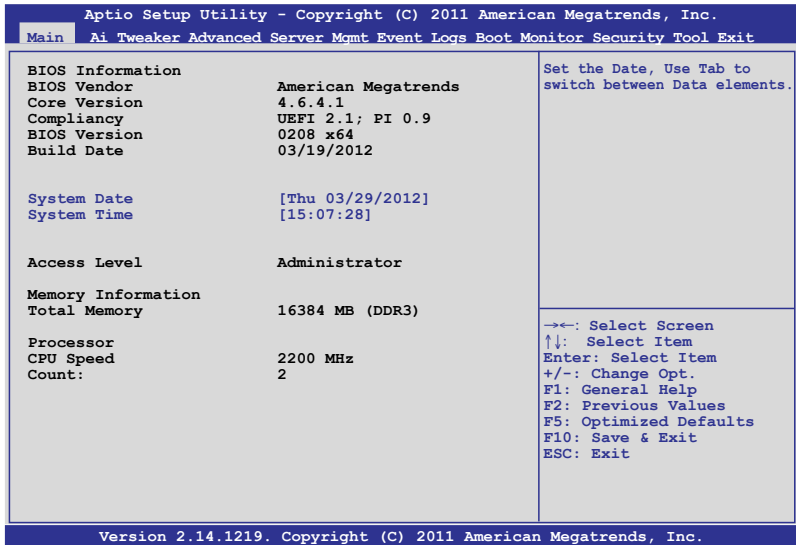 Aptio Setup Utility - Copyright (C) 2011 American Megatrends, Inc.
Main Ai Tweaker Advanced Server Mgmt Event Logs Boot Monitor Security Tool Exit
BIOS Information
BIOS Vendor American Megatrends
Core Version 4.6.4.1
Compliancy UEFI 2.1; PI 0.9
BIOS Version 0208 x64
Build Date 03/19/2012
System Date [Thu 03/29/2012]
System Time [15:07:28]
Access Level Administrator
Memory Information
Total Memory 16384 MB (DDR3)
Processor
CPU Speed 2200 MHz
Count: 2
Set the Date, Use Tab to
switch between Data elements.
→←: Select Screen
↑↓: Select Item
Enter: Select Item
+/-: Change Opt.
F1: General Help
F2: Previous Values
F5: Optimized Defaults
F10: Save & Exit
ESC: Exit
Version 2.14.1219. Copyright (C) 2011 American Megatrends, Inc.